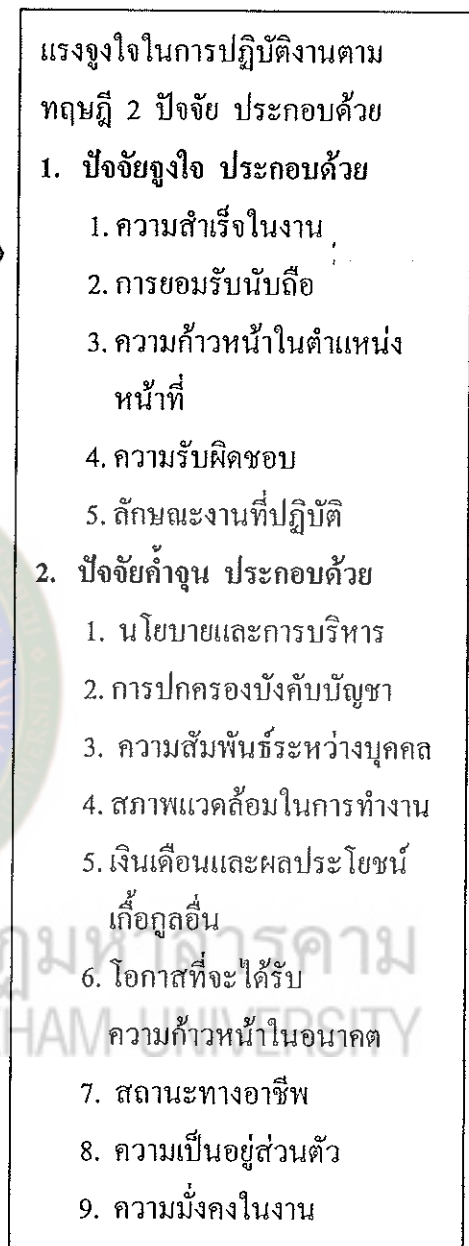 แรงจูงใจในการปฏิบัติงานตาม
ทฤษฎี 2 ปัจจัย ประกอบด้วย
1. ปัจจัยจูงใจ ประกอบด้วย
1. ความสำเร็จในงาน
2. การยอมรับนับถือ
3. ความก้าวหน้าในตำแหน่ง
หน้าที่
4. ความรับผิดชอบ
5. ลักษณะงานที่ปฏิบัติ
2. ปัจจัยค้ำจุน ประกอบด้วย
1. นโยบายและการบริหาร
2. การปกครองบังคับบัญชา
3. ความสัมพันธ์ระหว่างบุคคล
4. สภาพแวดล้อมในการทำงาน
5. เงินเดือนและผลประโยชน์
เกื้อกูลอื่น
6. โอกาสที่จะได้รับ
ความก้าวหน้าในอนาคต
7. สถานะทางอาชีพ
8. ความเป็นอยู่ส่วนตัว
9. ความมั่งคงในงาน
มหาสารคาม
UNIVERSITY